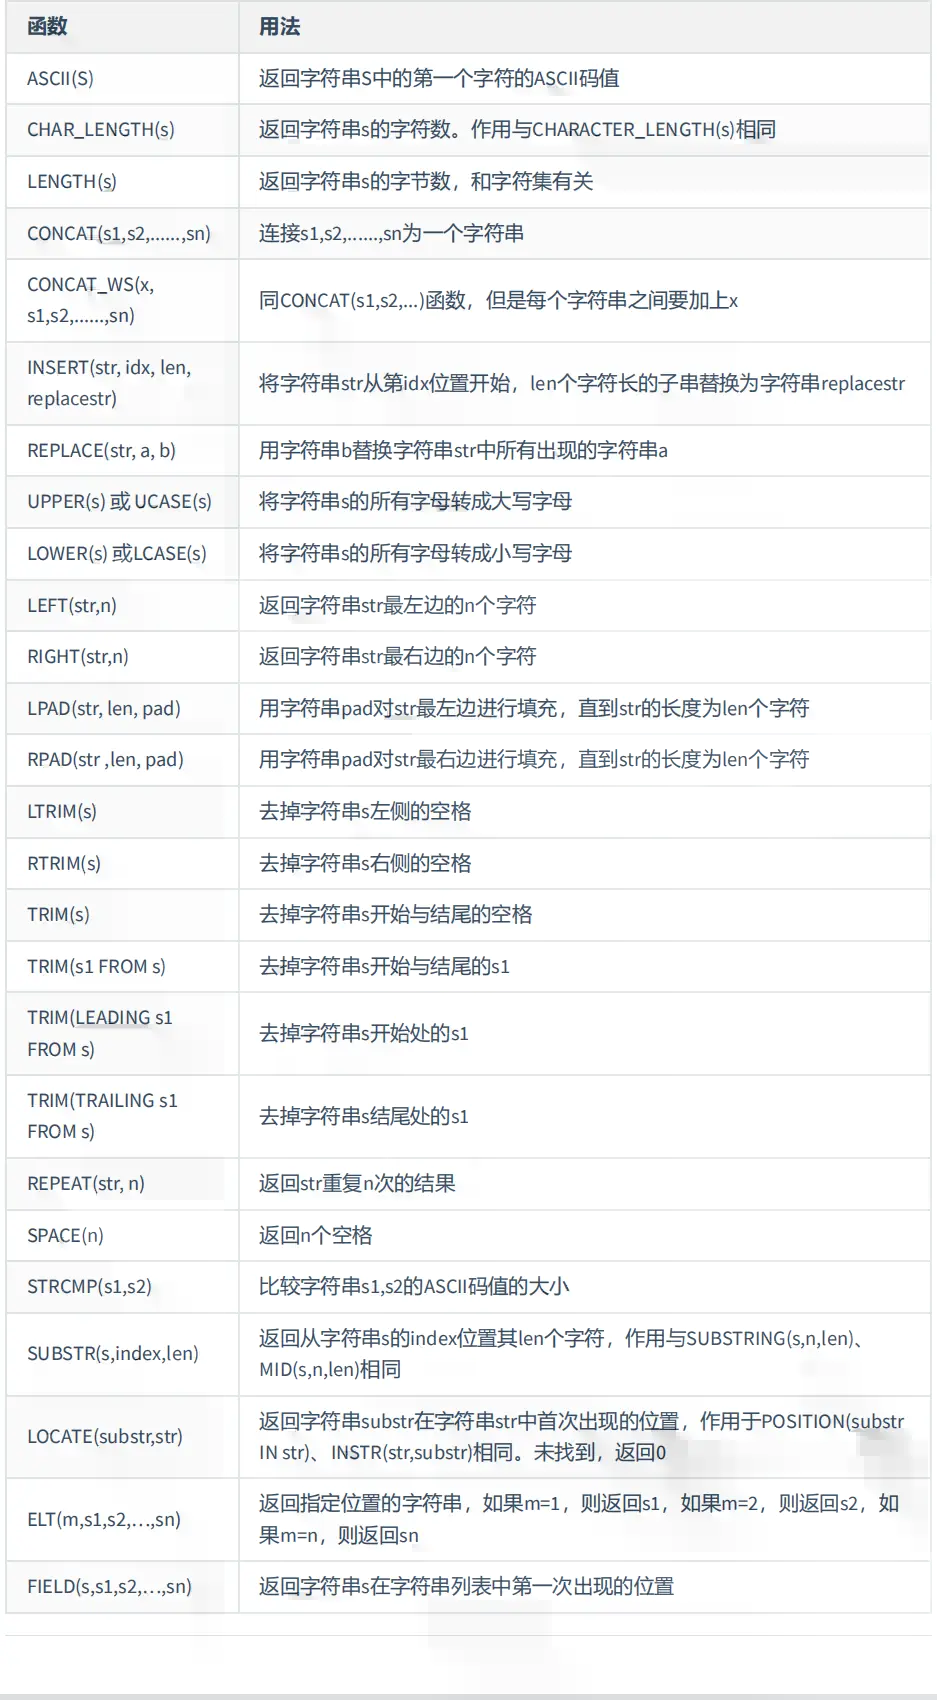 函数 用法
ASCII(S) 返回字符串S中的第一个字符的ASCII码值
CHAR_LENGTH(s) 返回字符串s的字符数。作用与CHARACTER_LENGTH(s)相同
LENGTH(s) 返回字符串s的字节数，和字符集有关
CONCAT(s1,s2,......,sn) 连接s1,s2,......,sn为一个字符串
CONCAT_WS(x,
s1,s2,......,sn)
同CONCAT(s1,s2,...)函数，但是每个字符串之间要加上x
INSERT(str, idx, len,
replacestr)
将字符串str从第idx位置开始，len个字符长的子串替换为字符串replacestr
REPLACE(str, a, b) 用字符串b替换字符串str中所有出现的字符串a
UPPER(s) 或 UCASE(s) 将字符串s的所有字母转成大写字母
LOWER(s) 或LCASE(s) 将字符串s的所有字母转成小写字母
LEFT(str,n) 返回字符串str最左边的n个字符
RIGHT(str,n) 返回字符串str最右边的n个字符
LPAD(str, len, pad) 用字符串pad对str最左边进行填充，直到str的长度为len个字符
RPAD(str ,len, pad) 用字符串pad对str最右边进行填充，直到str的长度为len个字符
LTRIM(s) 去掉字符串s左侧的空格
RTRIM(s) 去掉字符串s右侧的空格
TRIM(s) 去掉字符串s开始与结尾的空格
TRIM(s1 FROM s) 去掉字符串s开始与结尾的s1
TRIM(LEADING s1
FROM s)
去掉字符串s开始处的s1
TRIM(TRAILING s1
FROM s)
去掉字符串s结尾处的s1
REPEAT(str, n) 返回str重复n次的结果
SPACE(n) 返回n个空格
STRCMP(s1,s2) 比较字符串s1,s2的ASCII码值的大小
SUBSTR(s,index,len)
返回从字符串s的index位置其len个字符，作用与SUBSTRING(s,n,len)、
MID(s,n,len)相同
LOCATE(substr,str)
返回字符串substr在字符串str中首次出现的位置，作用于POSITION(substr
IN str)、INSTR(str,substr)相同。未找到，返回0
ELT(m,s1,s2,…,sn)
返回指定位置的字符串，如果m=1，则返回s1，如果m=2，则返回s2，如
果m=n，则返回sn
FIELD(s,s1,s2,…,sn) 返回字符串s在字符串列表中第一次出现的位置